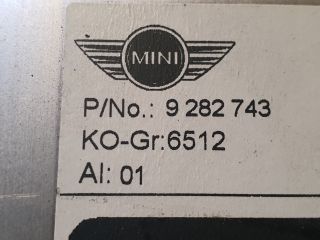 MINI
P/No.: 9 282 743
KO-Gr:6512
AI: 01